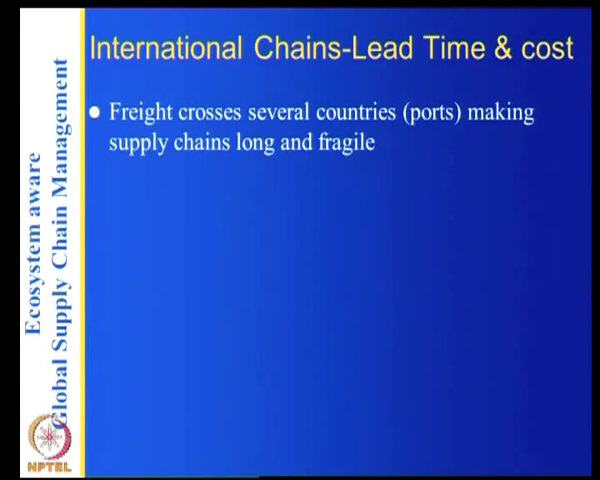 International Chains-Lead Time & cost
Freight crosses several countries (ports) making
supply chains long and fragile
Ecosystem aware
Global Supply Chain Management
NPTEL